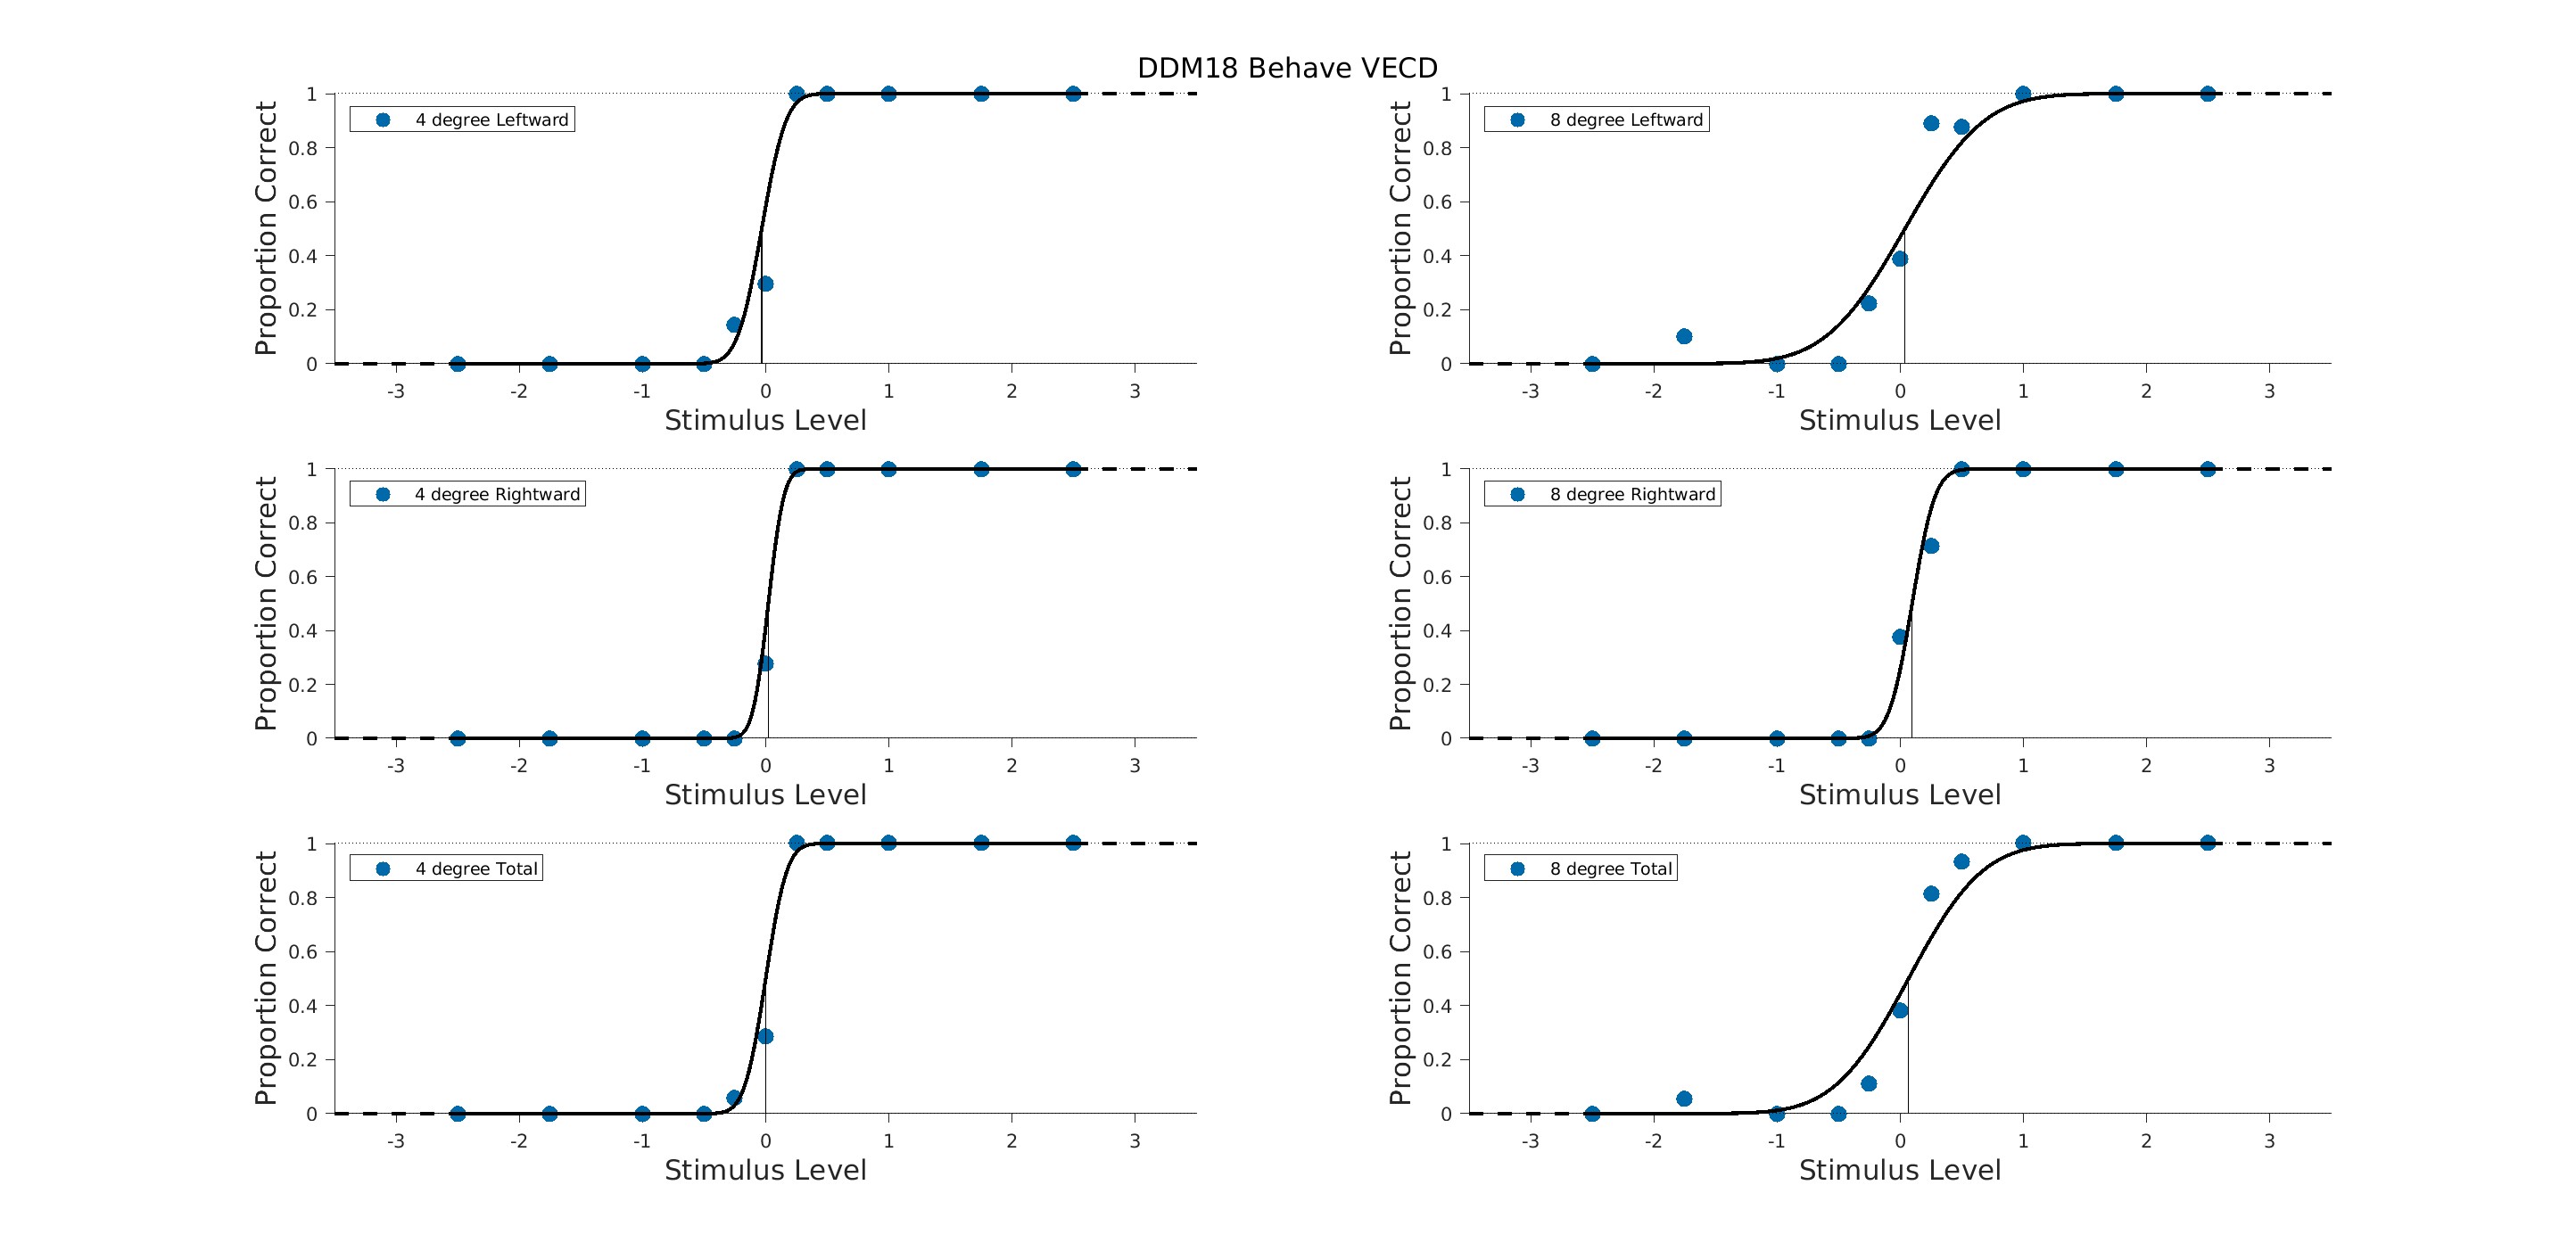 DDM18 Behave VECD
4 degree Leftward
Proportion Correct
1
0.8
0.6
0.4
0.2
0
-3 -2 -1 0 1 2 3
Stimulus Level
8 degree Leftward
Proportion Correct
1
0.8
0.6
0.4
0.2
0
-3 -2 -1 0 1 2 3
Stimulus Level
4 degree Rightward
Proportion Correct
1
0.8
0.6
0.4
0.2
0
-3 -2 -1 0 1 2 3
Stimulus Level
8 degree Rightward
Proportion Correct
1
0.8
0.6
0.4
0.2
0
-3 -2 -1 0 1 2 3
Stimulus Level
4 degree Total
Proportion Correct
1
0.8
0.6
0.4
0.2
0
-3 -2 -1 0 1 2 3
Stimulus Level
8 degree Total
Proportion Correct
1
0.8
0.6
0.4
0.2
0
-3 -2 -1 0 1 2 3
Stimulus Level